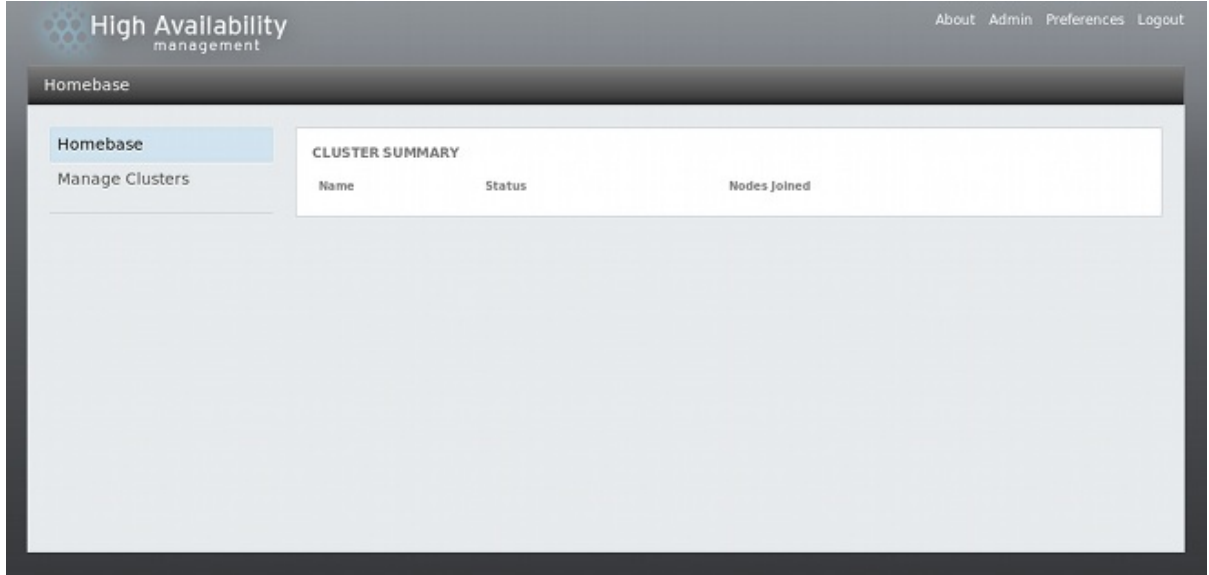 High Availability
management
About Admin Preferences Logout
Homebase
Homebase
Manage Clusters
CLUSTER SUMMARY
Name Status Nodes Joined